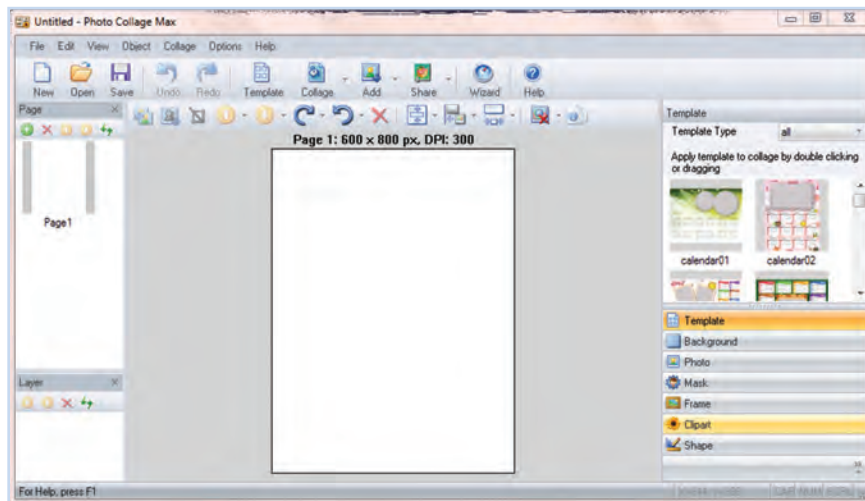 Untitled - Photo Collage Max
File Edit View Object Collage Options Help
New Open Save Undo Redo Template Collage Add Share Wizard Help
Page
Page1
Layer
Page 1: 600 x 800 px, DPI: 300
Template
Template Type all
Apply template to collage by double clicking
or dragging
calendar01 calendar02
Template
Background
Photo
Mask
Frame
Clipart
Shape
For Help, press F1